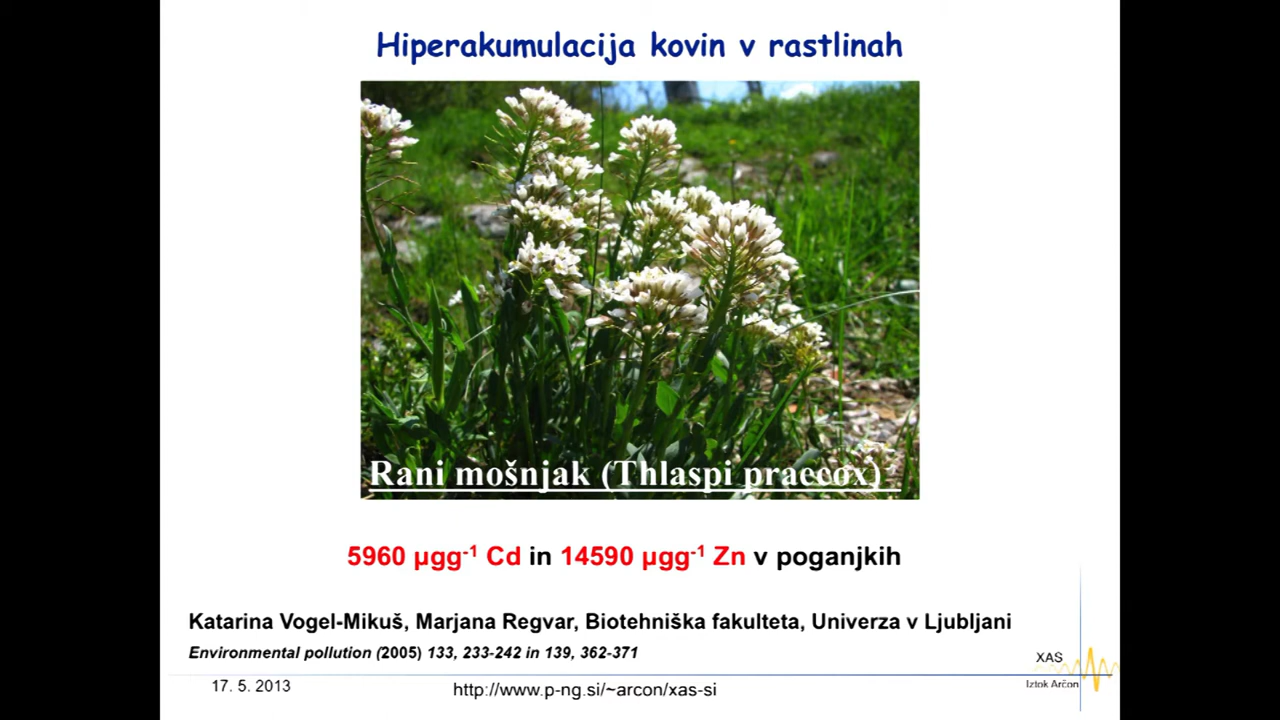 Hiperakumulacija kovin v rastlinah
Rani mošnjak (Thlaspi praecox)
5960 µgg-1 Cd in 14590 µgg-1 Zn v poganjkih
Katarina Vogel-Mikuš, Marjana Regvar, Biotehniška fakulteta, Univerza v Ljubljani
Environmental pollution (2005) 133, 233-242 in 139, 362-371
XAS
Iztok Arčon
17. 5. 2013
http://www.p-ng.si/~arcon/xas-si